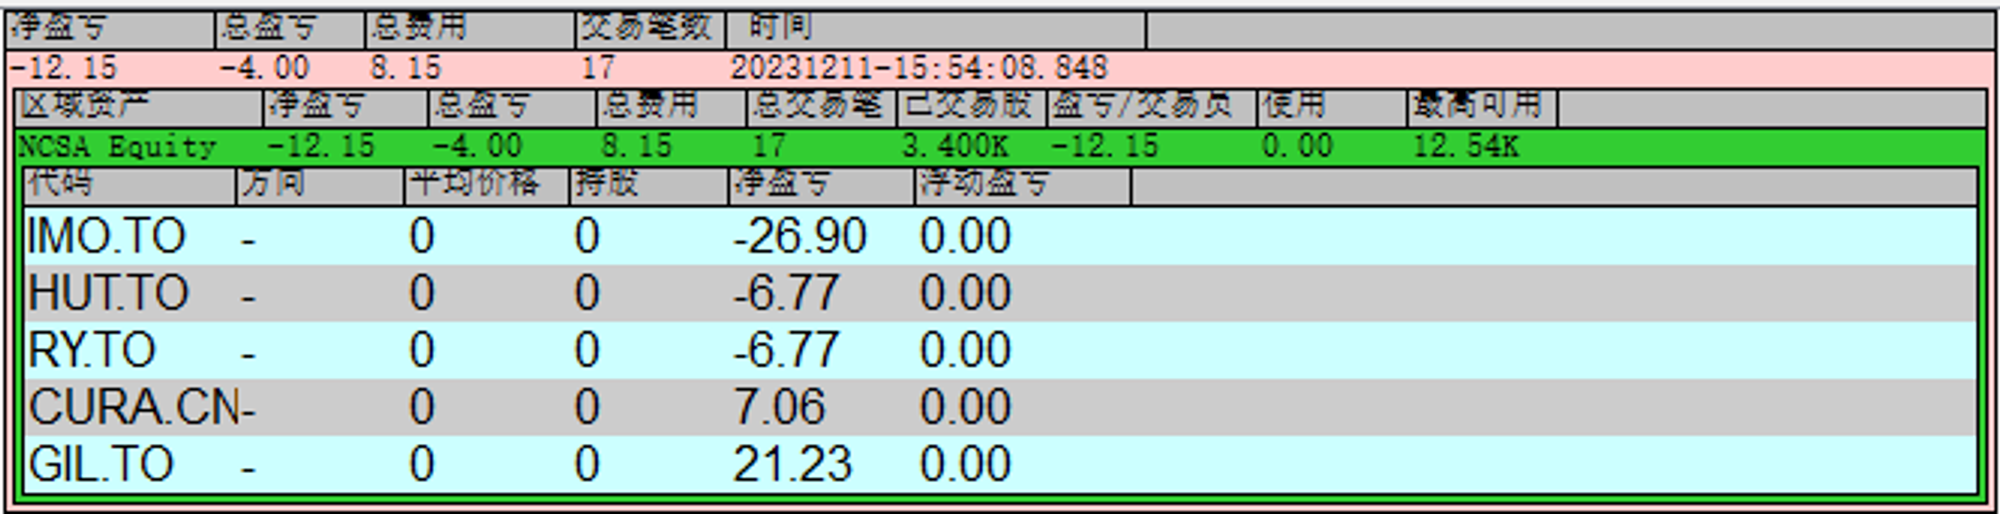 净盈亏 总盈亏 总费用 交易笔数 时间
-12.15 -4.00 8.15 17 20231211-15:54:08.848
区域资产 净盈亏 总盈亏 总费用 总交易笔 已交易股 盈亏/交易员 使用 最高可用
NCSA Equity -12.15 -4.00 8.15 17 3.400K -12.15 0.00 12.54K
代码 方向 平均价格 持股 净盈亏 浮动盈亏
IMO.TO - 0 0 -26.90 0.00
HUT.TO - 0 0 -6.77 0.00
RY.TO - 0 0 -6.77 0.00
CURA.CN- 0 0 7.06 0.00
GIL.TO - 0 0 21.23 0.00